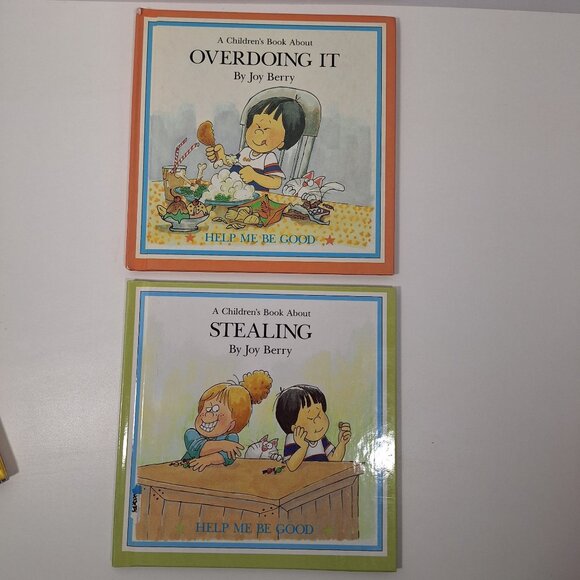 A Children's Book About
OVERDOING IT
By Joy Berry
HELP ME BE GOOD
A Children's Book About
STEALING
By Joy Berry
HELP ME BE GOOD